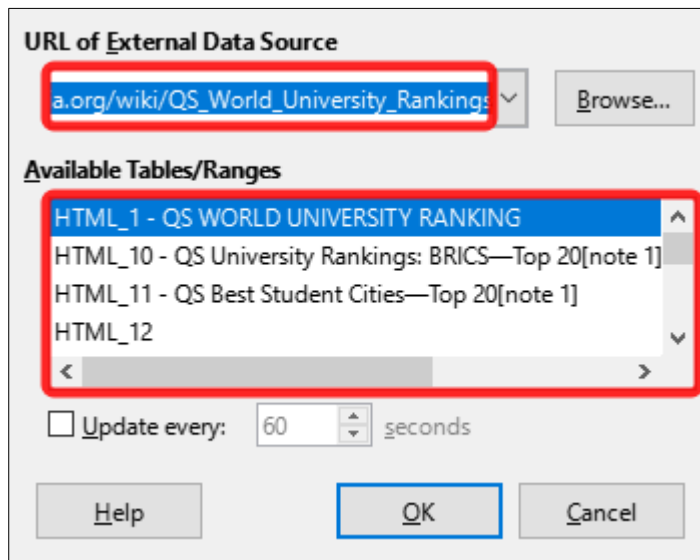 URL of External Data Source
a.org/wiki/QS_World_University_Rankings
Browse...
Available Tables/Ranges
HTML_1 - QS WORLD UNIVERSITY RANKING
HTML_10 - QS University Rankings: BRICS—Top 20[note 1]
HTML_11 - QS Best Student Cities—Top 20[note 1]
HTML_12
Update every: 60 seconds
Help OK Cancel